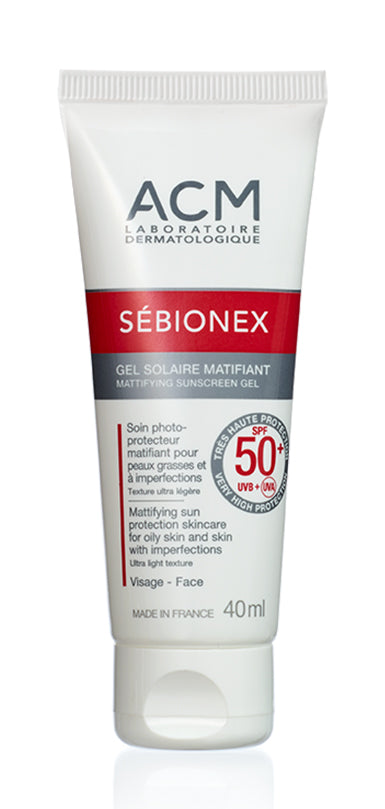 ACM
LABORATOIRE
DERMATOLOGIQUE
SÉBIONEX
GEL SOLAIRE MATIFIANT
MATTIFYING SUNSCREEN GEL
Soin photo-
protecteur
matifiant pour
peaux grasses et
à imperfections
Texture ultra légère
TRÈS HAUTE PROTECTION
SPF
50+
UVB + UVA
VERY HIGH PROTECTION
Mattifying sun
protection skincare
for oily skin and skin
with imperfections
Ultra light texture
Visage - Face
MADE IN FRANCE 40ml